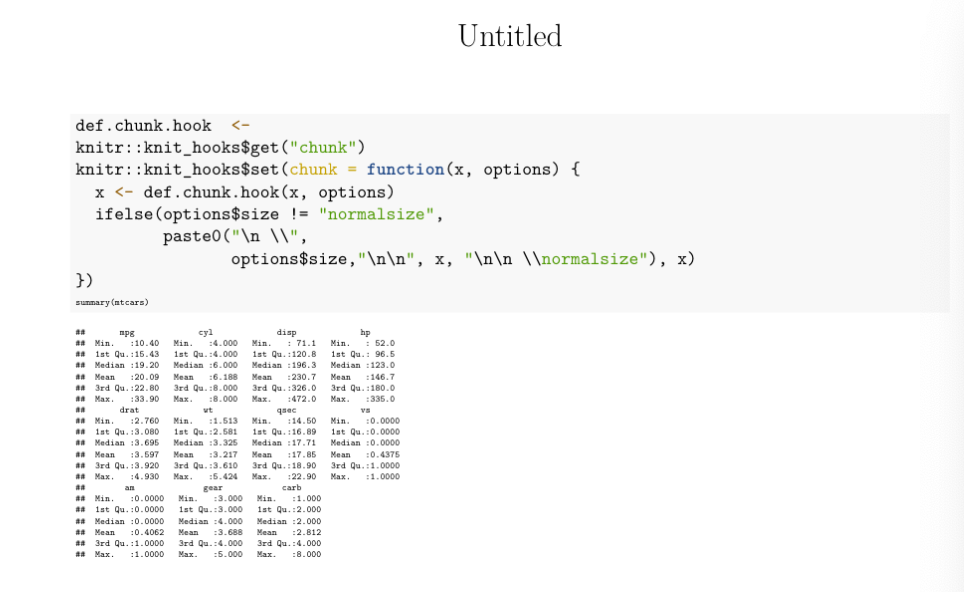 Untitled
def.chunk.hook  <-
knitr::knit_hooks$get("chunk")
knitr::knit_hooks$set(chunk = function(x, options) {
  x <- def.chunk.hook(x, options)
  ifelse(options$size != "normalsize",
         paste0("\n \\",
                options$size,"\n\n", x, "\n\n \\normalsize"), x)
})
summary(mtcars)
##       mpg             cyl             disp             hp
##  Min.   :10.40   Min.   :4.000   Min.   : 71.1   Min.   : 52.0
##  1st Qu.:15.43   1st Qu.:4.000   1st Qu.:120.8   1st Qu.: 96.5
##  Median :19.20   Median :6.000   Median :196.3   Median :123.0
##  Mean   :20.09   Mean   :6.188   Mean   :230.7   Mean   :146.7
##  3rd Qu.:22.80   3rd Qu.:8.000   3rd Qu.:326.0   3rd Qu.:180.0
##  Max.   :33.90   Max.   :8.000   Max.   :472.0   Max.   :335.0
##       drat             wt             qsec             vs
##  Min.   :2.760   Min.   :1.513   Min.   :14.50   Min.   :0.0000
##  1st Qu.:3.080   1st Qu.:2.581   1st Qu.:16.89   1st Qu.:0.0000
##  Median :3.695   Median :3.325   Median :17.71   Median :0.0000
##  Mean   :3.597   Mean   :3.217   Mean   :17.85   Mean   :0.4375
##  3rd Qu.:3.920   3rd Qu.:3.610   3rd Qu.:18.90   3rd Qu.:1.0000
##  Max.   :4.930   Max.   :5.424   Max.   :22.90   Max.   :1.0000
##        am              gear            carb
##  Min.   :0.0000   Min.   :3.000   Min.   :1.000
##  1st Qu.:0.0000   1st Qu.:3.000   1st Qu.:2.000
##  Median :0.0000   Median :4.000   Median :2.000
##  Mean   :0.4062   Mean   :3.688   Mean   :2.812
##  3rd Qu.:1.0000   3rd Qu.:4.000   3rd Qu.:4.000
##  Max.   :1.0000   Max.   :5.000   Max.   :8.000